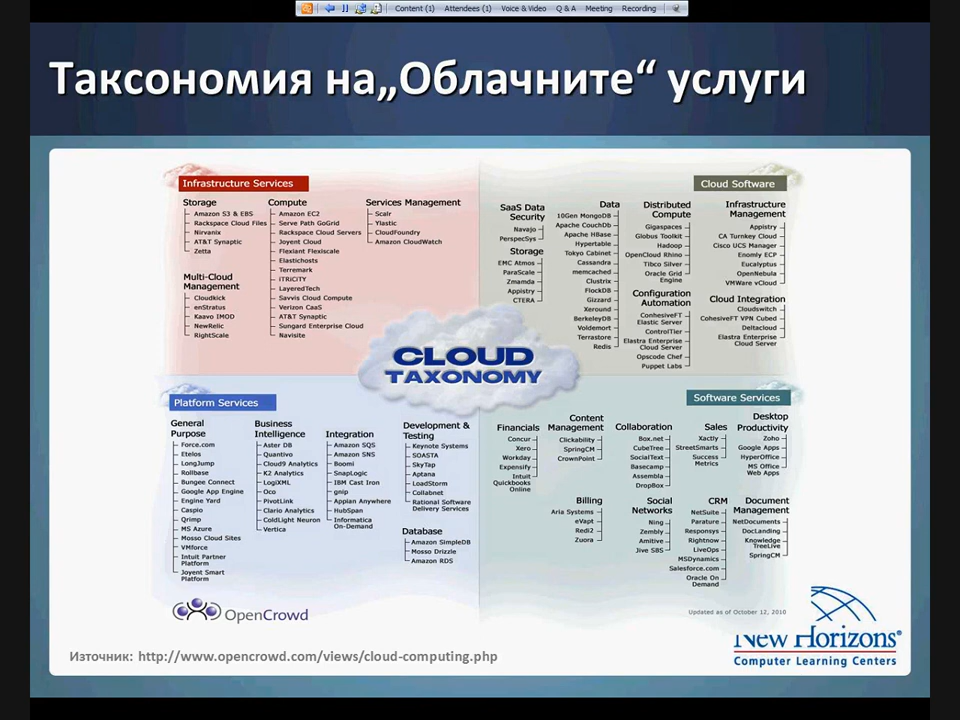 Content (1) Attendees (1) Voice & Video Q & A Meeting Recording
Таксономия на„Облачните“ услуги
Infrastructure Services
Storage
Amazon S3 & EBS
Rackspace Cloud Files
Nirvanix
AT&T Synaptic
Zetta
Multi-Cloud
Management
Cloudkick
enStratus
Kaavo IMOD
NewRelic
RightScale
Compute
Amazon EC2
Serve Path GoGrid
Rackspace Cloud Servers
Joyent Cloud
Flexiant Flexiscale
Elastichosts
Terremark
iTRiCiTY
LayeredTech
Savvis Cloud Compute
Verizon CaaS
AT&T Synaptic
Sungard Enterprise Cloud
Navisite
Services Management
Scalr
Ylastic
CloudFoundry
Amazon CloudWatch
Cloud Software
SaaS Data
Security
Navajo
PerspecSys
Storage
EMC Atmos
ParaScale
Zmamda
Appistry
CTERA
Data
10Gen MongoDB
Apache CouchDb
Apache HBase
Hypertable
Tokyo Cabinet
Cassandra
memcached
Clustrix
FlockDB
Gizzard
Xeround
BerkeleyDB
Voldemort
Terrastore
Redis
Distributed
Compute
Gigaspaces
Globus Toolkit
Hadoop
OpenCloud Rhino
Tibco Silver
Oracle Grid
Engine
Configuration
Automation
CohesiveFT
Elastic Server
ControlTier
Elastra Enterprise
Cloud Server
Opscode Chef
Puppet Labs
Infrastructure
Management
Appistry
CA Turnkey Cloud
Cisco UCS Manager
Enomly ECP
Eucalyptus
OpenNebula
VMWare vCloud
Cloud Integration
Cloudswitch
CohesiveFT VPN Cubed
Deltacloud
Elastra Enterprise
Cloud Server
CLOUD
TAXONOMY
Platform Services
General
Purpose
Force.com
Etelos
LongJump
Rollbase
Bungee Connect
Google App Engine
Engine Yard
Caspio
Qrimp
MS Azure
Mosso Cloud Sites
VMforce
Intuit Partner
Platform
Joyent Smart
Platform
Business
Intelligence
Aster DB
Quantivo
Cloud9 Analytics
K2 Analytics
LogiXML
Oco
PivotLink
Clario Analytics
ColdLight Neuron
Vertica
Integration
Amazon SQS
Amazon SNS
Boomi
SnapLogic
IBM Cast Iron
gnip
Appian Anywhere
HubSpan
Informatica
On-Demand
Development &
Testing
Keynote Systems
SOASTA
SkyTap
Aptana
LoadStorm
Collabnet
Rational Software
Delivery Services
Database
Amazon SimpleDB
Mosso Drizzle
Amazon RDS
Software Services
Financials
Concur
Xero
Workday
Expensify
Intuit
Quickbooks
Online
Content
Management
Clickability
SpringCM
CrownPoint
Billing
Aria Systems
eVapt
Redi2
Zuora
Collaboration
Box.net
CubeTree
SocialText
Basecamp
Assembla
DropBox
Social
Networks
Ning
Zembly
Amitive
Jive SBS
Sales
Xactly
StreetSmarts
Success
Metrics
CRM
NetSuite
Parature
Responsys
Rightnow
LiveOps
MSDynamics
Salesforce.com
Oracle On
Demand
Desktop
Productivity
Zoho
Google Apps
HyperOffice
MS Office
Web Apps
Document
Management
NetDocuments
DocLanding
Knowledge
TreeLive
SpringCM
OpenCrowd
Updated as of October 12, 2010
Източник: http://www.opencrowd.com/views/cloud-computing.php
New Horizons®
Computer Learning Centers